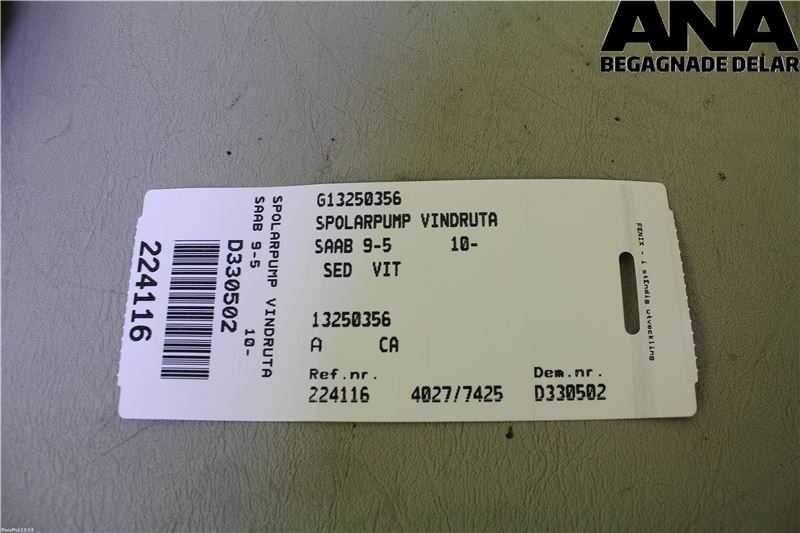 ANA
BEGAGNADE DELAR
G13250356
SPOLARPUMP VINDRUTA
SAAB 9-5 10-
SED VIT
13250356
A CA
Ref.nr. Dem.nr.
224116 4027/7425 D330502
FENIX - i ständig utveckling
SPOLARPUMP VINDRUTA
SAAB 9-5 10-
D330502
224116